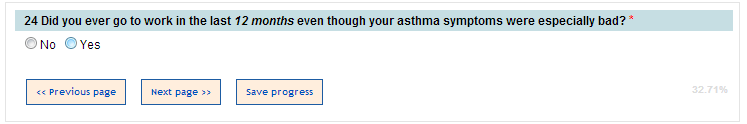 24 Did you ever go to work in the last 12 months even though your asthma symptoms were especially bad? *
No Yes
<< Previous page Next page >> Save progress 32.71%